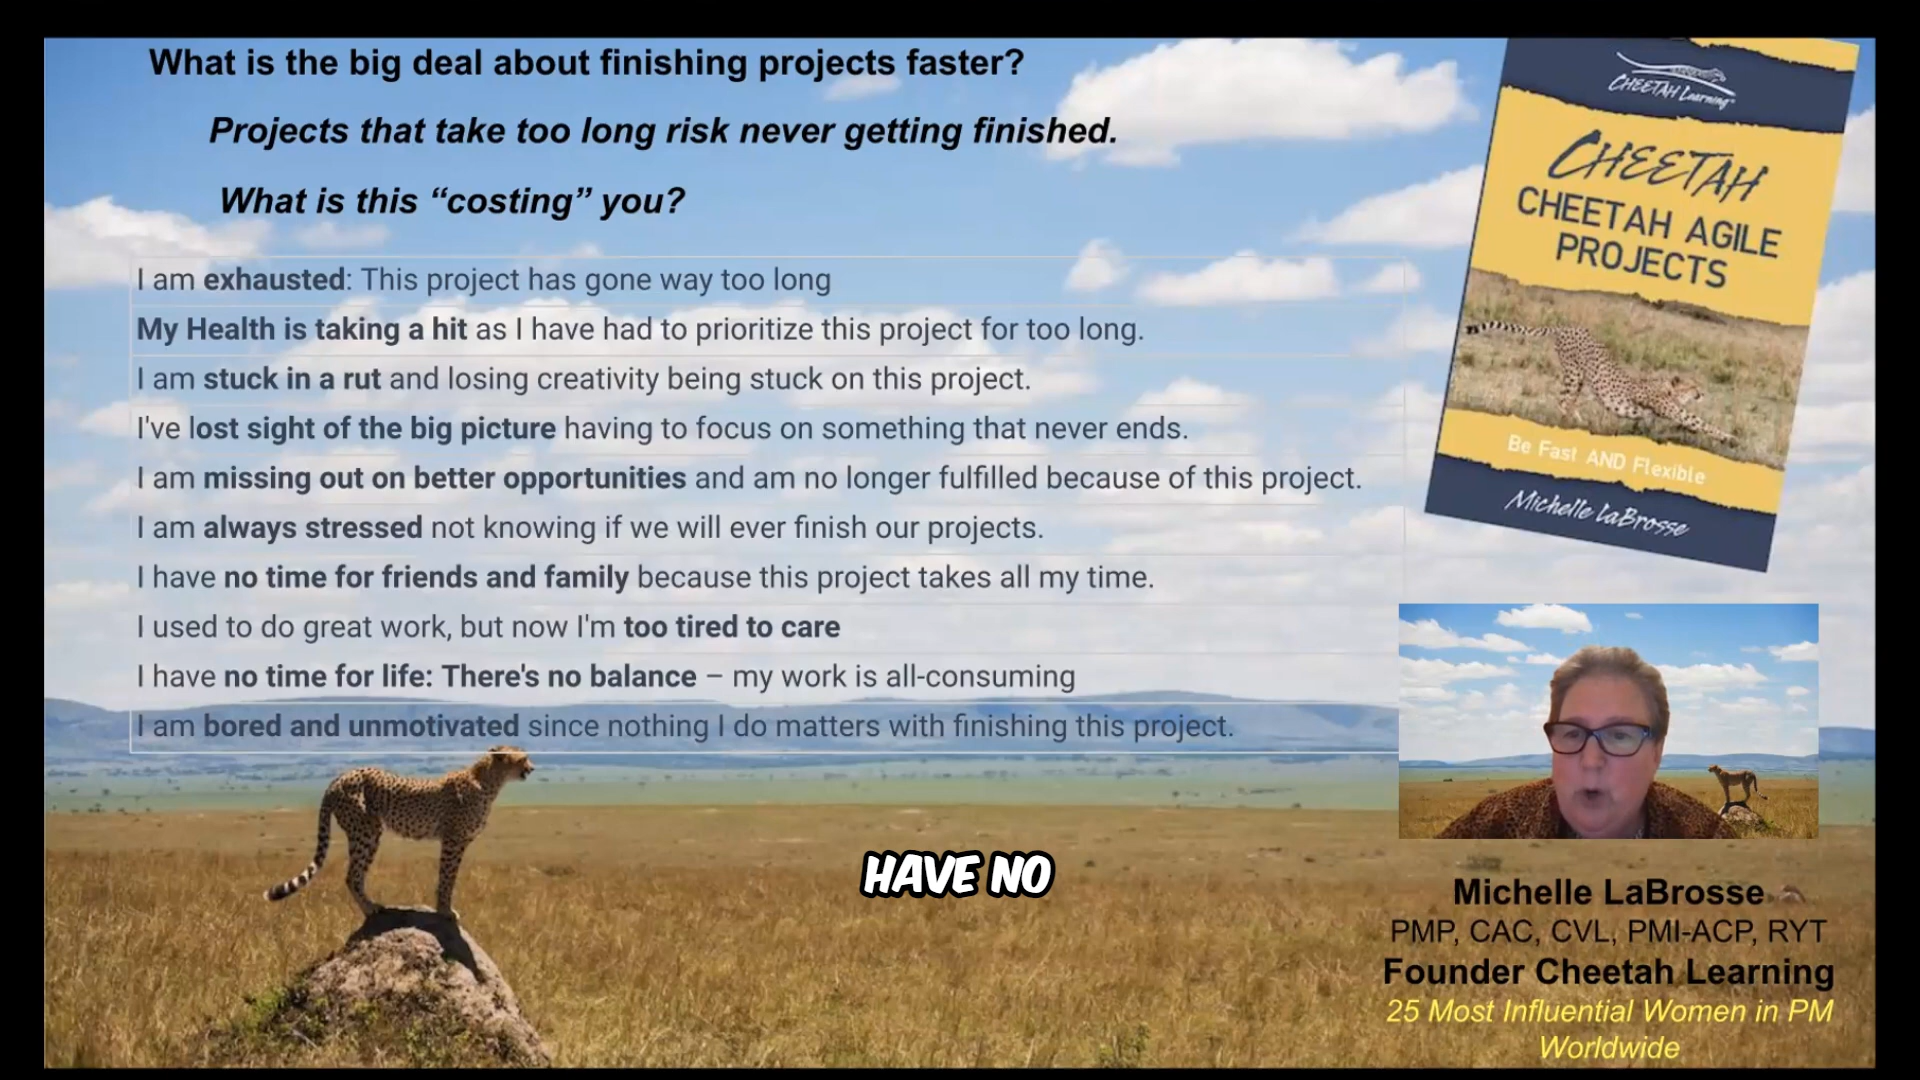 What is the big deal about finishing projects faster?
Projects that take too long risk never getting finished.
What is this “costing” you?
I am exhausted: This project has gone way too long
My Health is taking a hit as I have had to prioritize this project for too long.
I am stuck in a rut and losing creativity being stuck on this project.
I've lost sight of the big picture having to focus on something that never ends.
I am missing out on better opportunities and am no longer fulfilled because of this project.
I am always stressed not knowing if we will ever finish our projects.
I have no time for friends and family because this project takes all my time.
I used to do great work, but now I'm too tired to care
I have no time for life: There's no balance – my work is all-consuming
I am bored and unmotivated since nothing I do matters with finishing this project.
CHEETAH Learning
CHEETAH
CHEETAH AGILE
PROJECTS
Be Fast AND Flexible
Michelle LaBrosse
HAVE NO
Michelle LaBrosse
PMP, CAC, CVL, PMI-ACP, RYT
Founder Cheetah Learning
25 Most Influential Women in PM
Worldwide